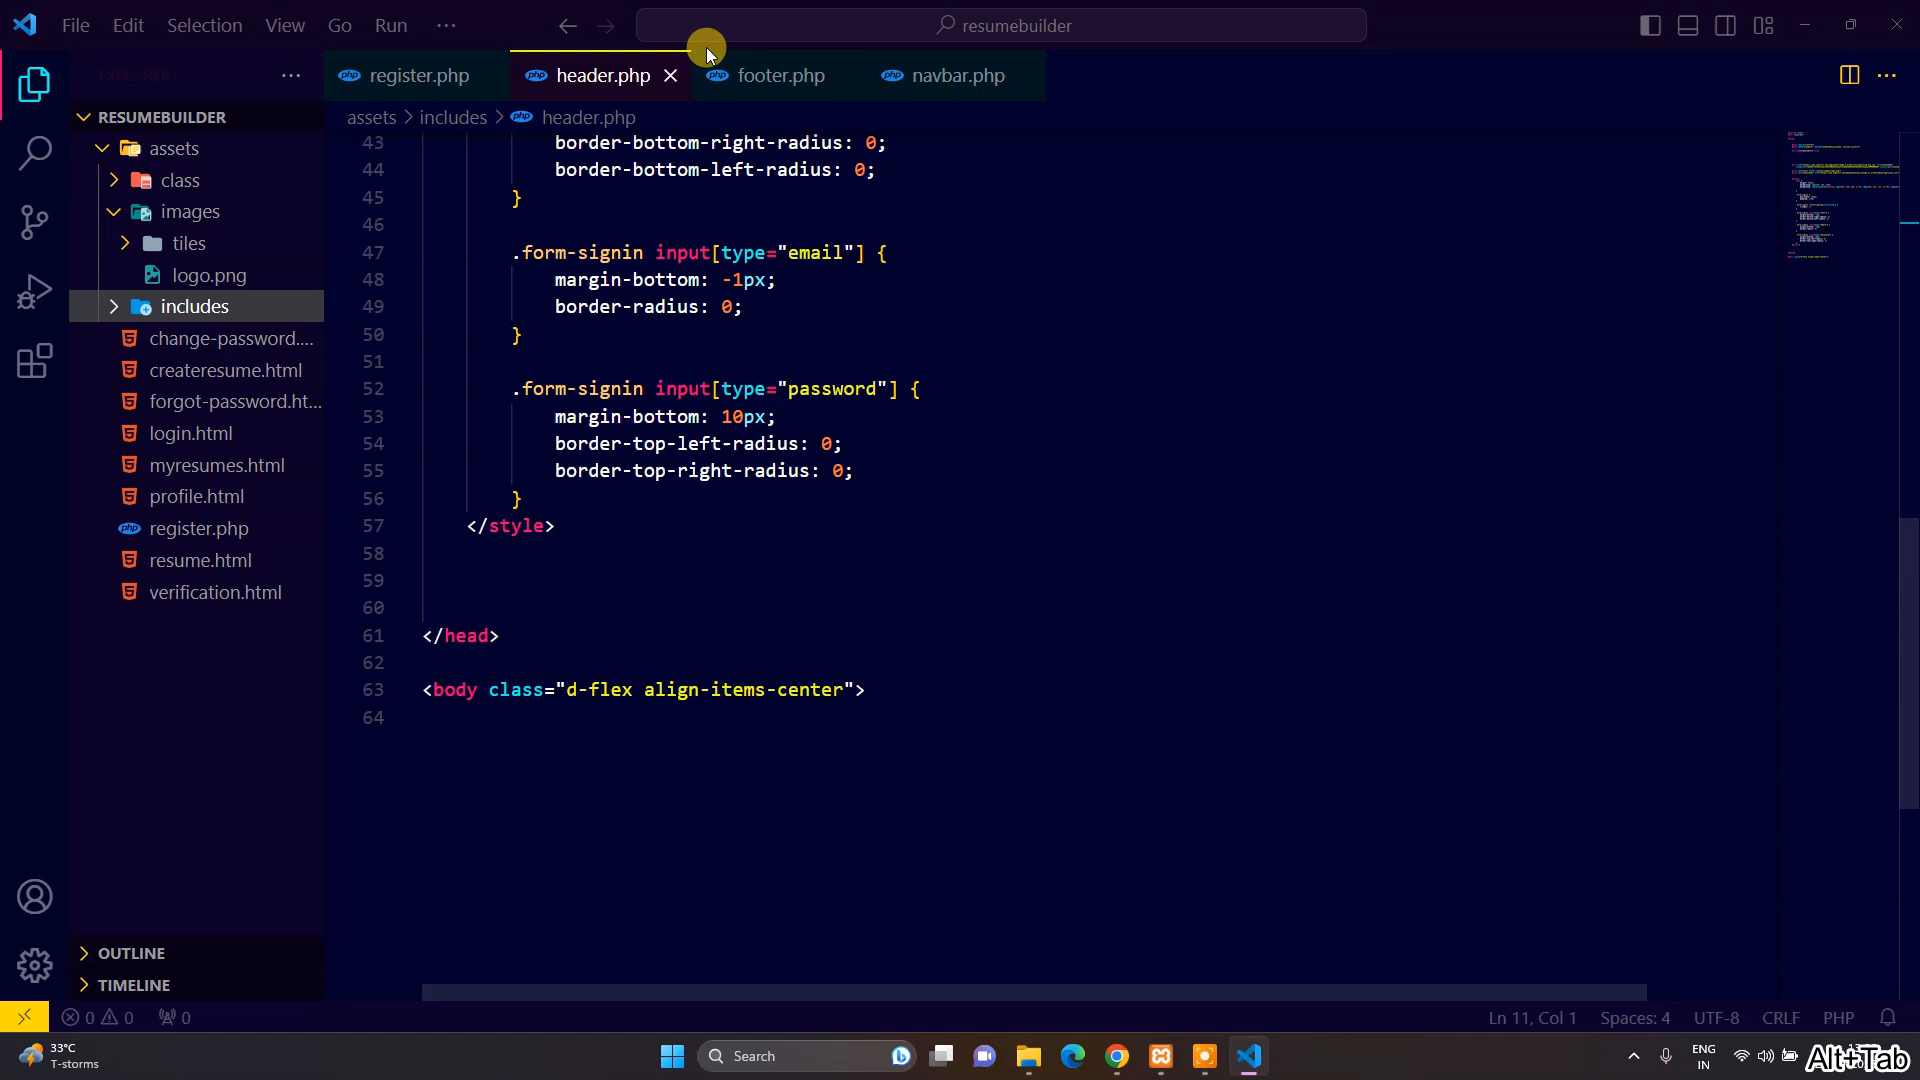 File Edit Selection View Go Run ···
resumebuilder
EXPLORER
register.php
header.php
footer.php
navbar.php
assets > includes > header.php
RESUMEBUILDER
assets
class
images
tiles
logo.png
includes
change-password....
createresume.html
forgot-password.ht...
login.html
myresumes.html
profile.html
register.php
resume.html
verification.html
OUTLINE
TIMELINE
43 border-bottom-right-radius: 0;
44 border-bottom-left-radius: 0;
45 }
46
47 .form-signin input[type="email"] {
48 margin-bottom: -1px;
49 border-radius: 0;
50 }
51
52 .form-signin input[type="password"] {
53 margin-bottom: 10px;
54 border-top-left-radius: 0;
55 border-top-right-radius: 0;
56 }
57 </style>
58
59
60
61 </head>
62
63 <body class="d-flex align-items-center">
64
0 0 0
Ln 11, Col 1 Spaces: 4 UTF-8 CRLF PHP
33°C
T-storms
Search
ENG
IN
Alt+Tab